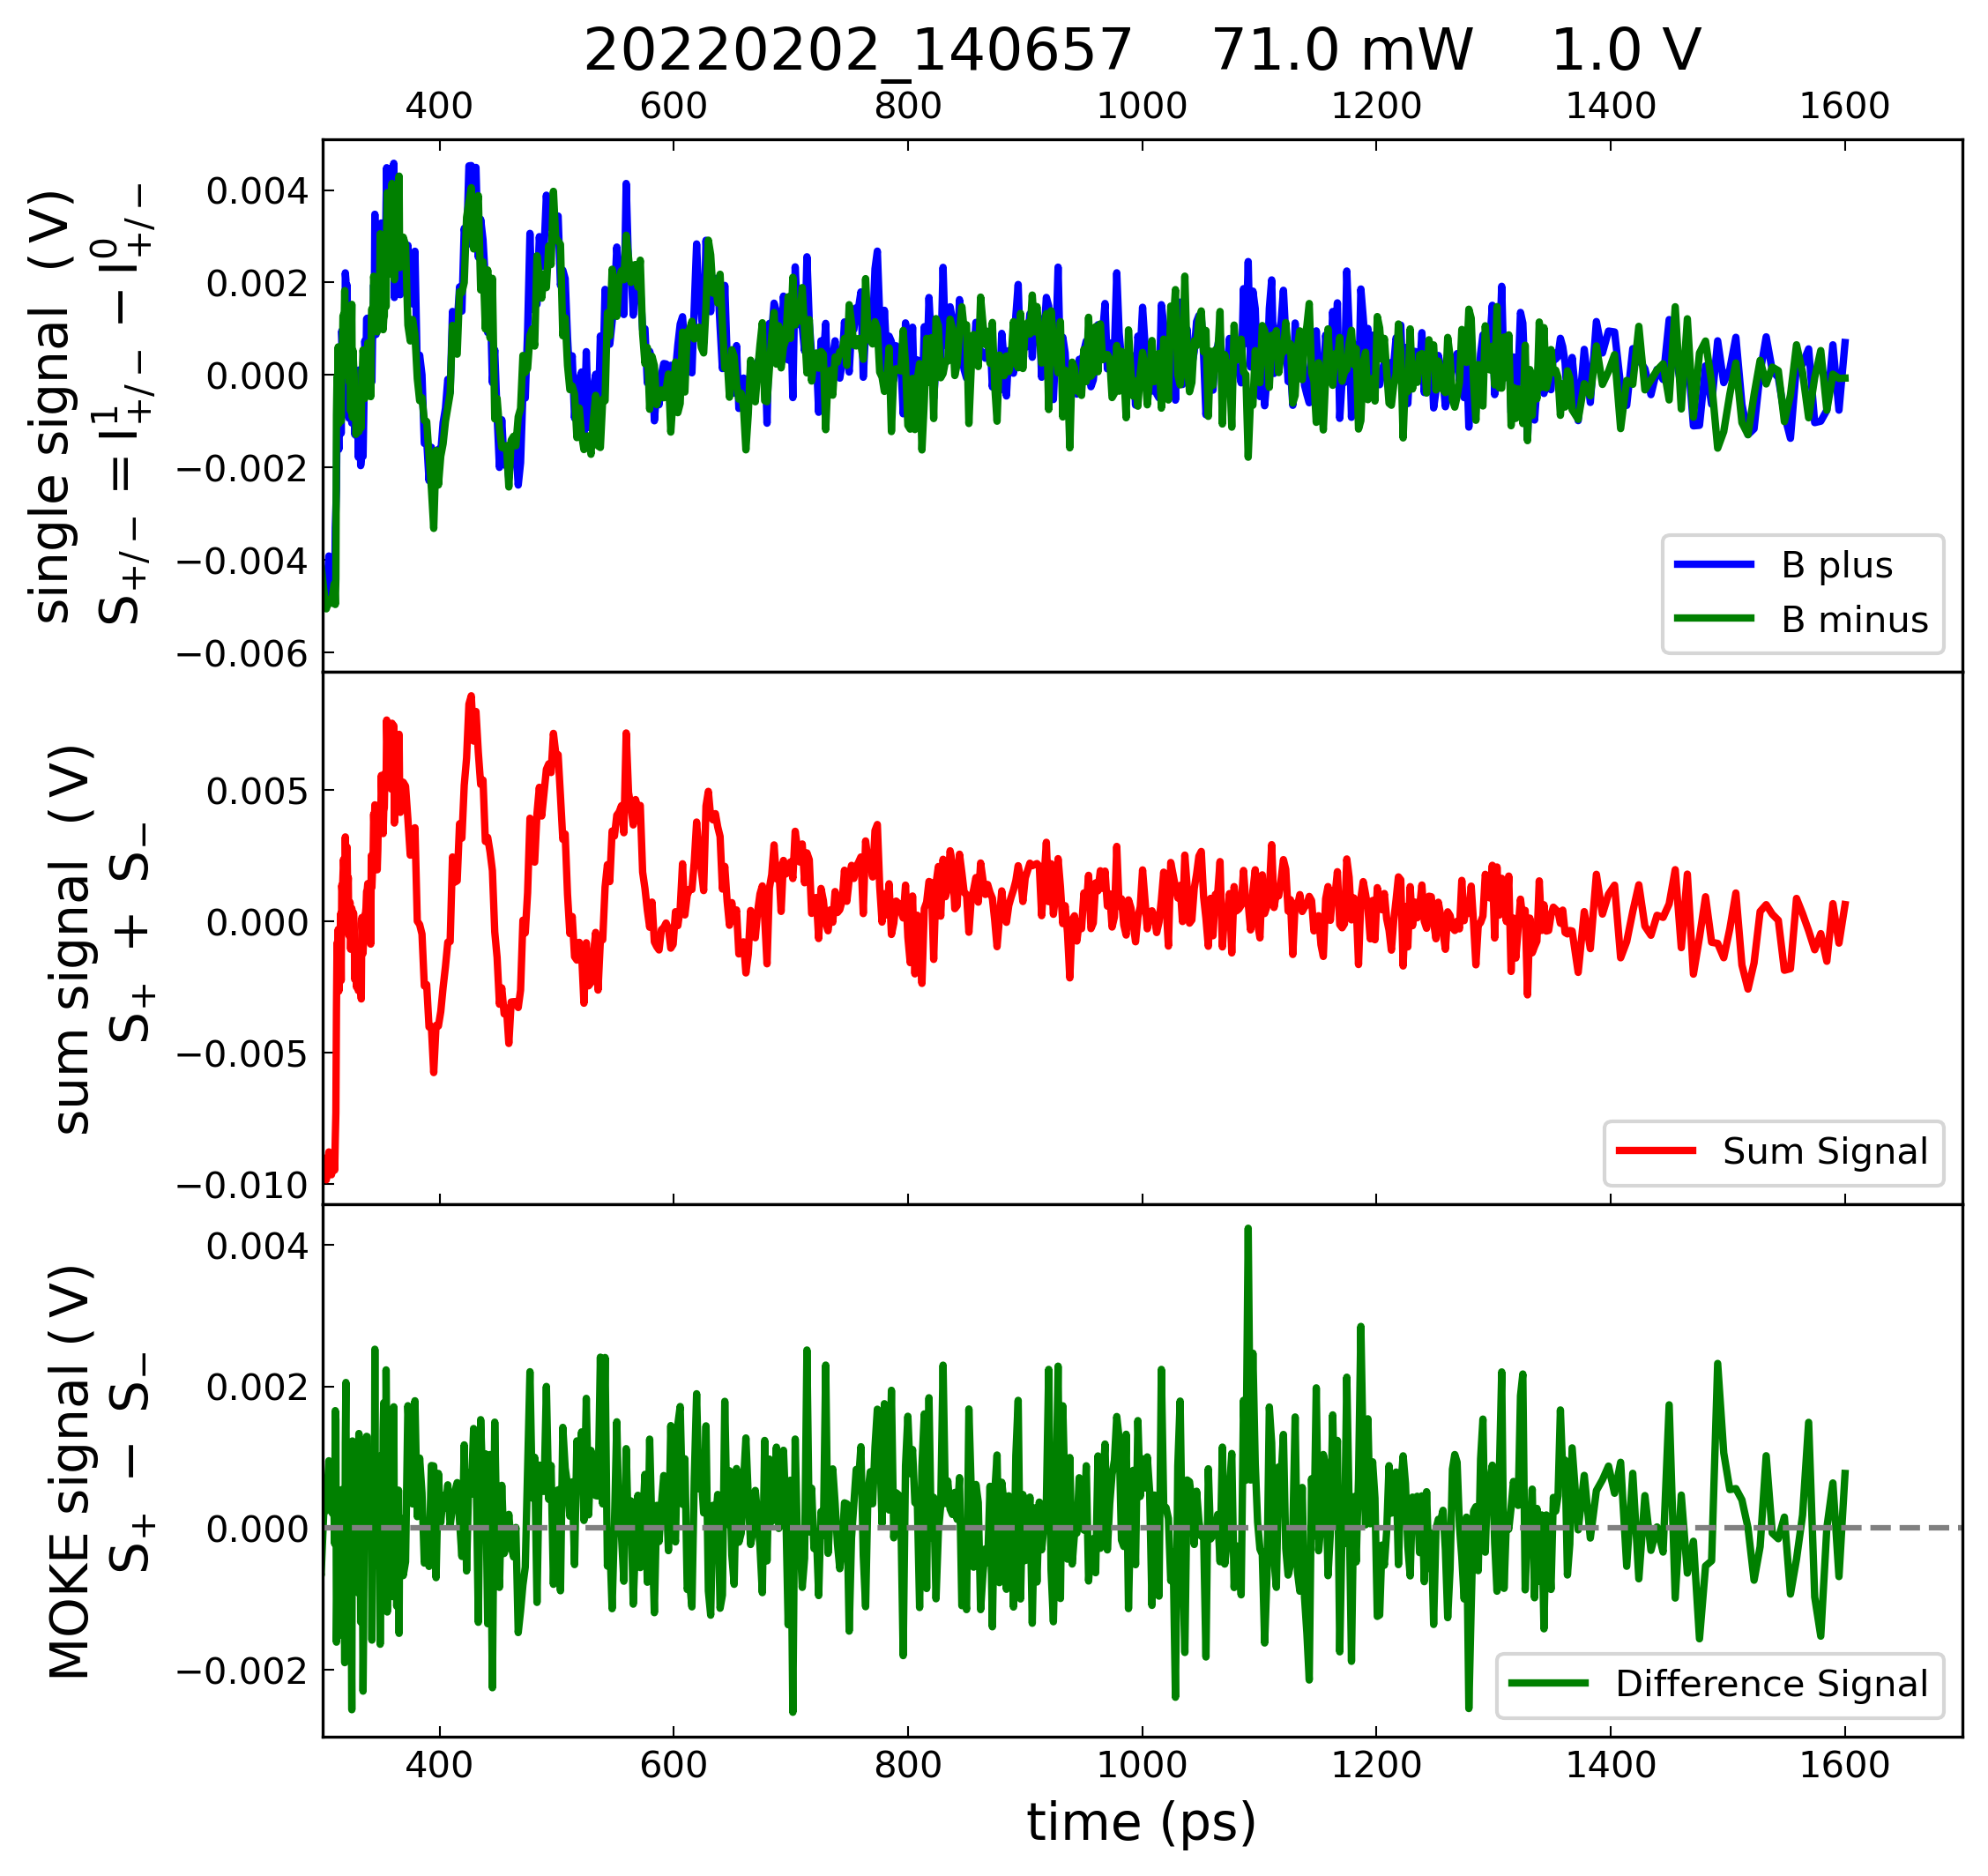 20220202_140657 71.0 mW 1.0 V
400 600 800 1000 1200 1400 1600
single signal (V)
S+/− = I¹+/− − I⁰+/−
0.004
0.002
0.000
−0.002
−0.004
−0.006
B plus
B minus
sum signal (V)
S+ + S−
0.005
0.000
−0.005
−0.010
Sum Signal
MOKE signal (V)
S+ − S−
0.004
0.002
0.000
−0.002
Difference Signal
400 600 800 1000 1200 1400 1600
time (ps)